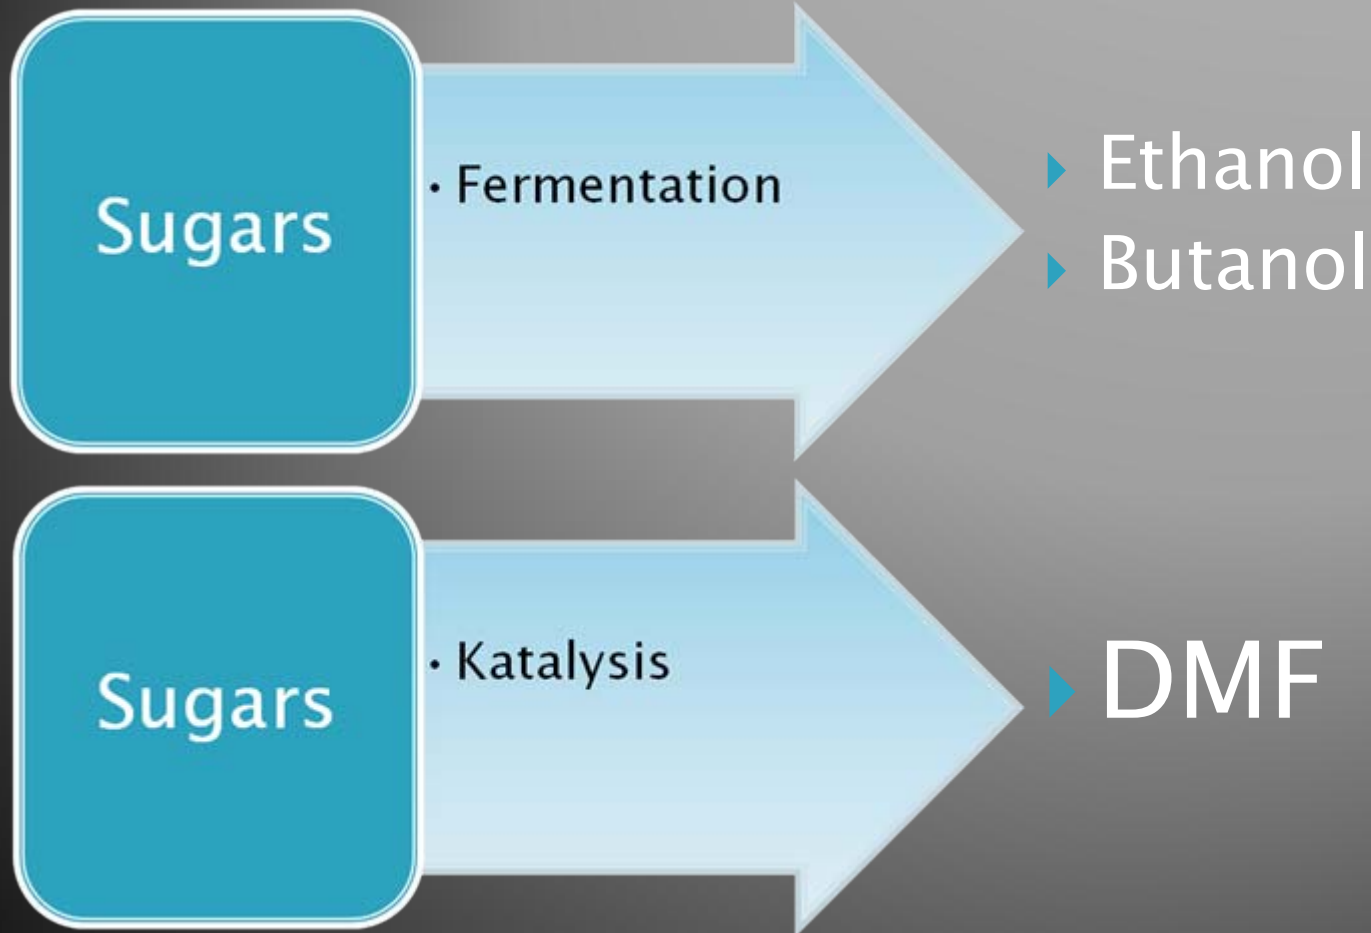 Sugars
• Fermentation
Ethanol
Butanol
Sugars
• Katalysis
DMF